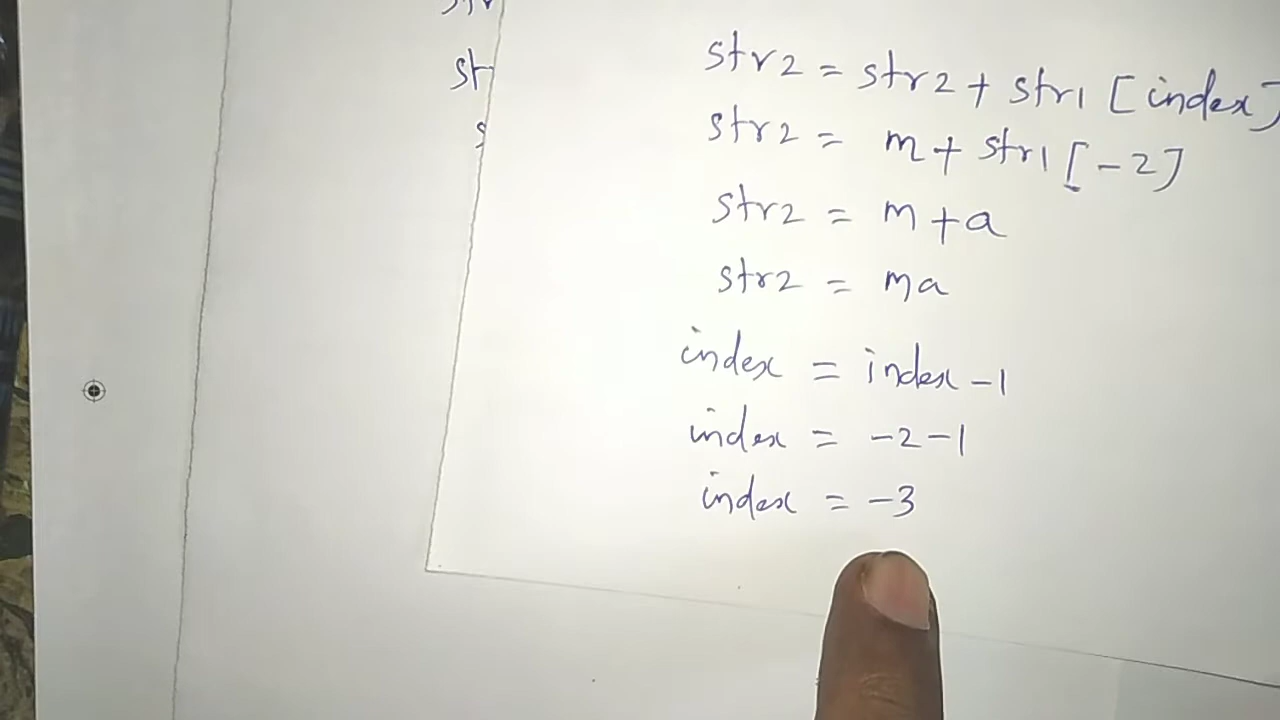 str2 = str2 + str1 [index]
str2 = m + str1 [-2]
str2 = m + a
str2 = ma
index = index - 1
index = -2 - 1
index = -3